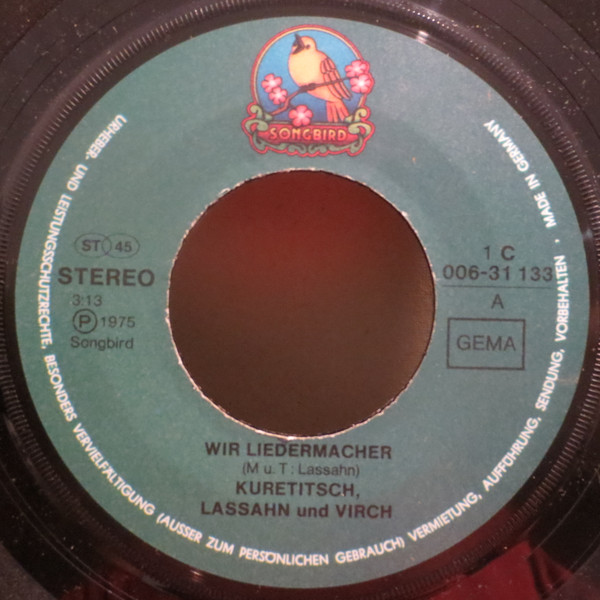 SONGBIRD
URHEBER- UND LEISTUNGSSCHUTZRECHTE, BESONDERS VERVIELFÄLTIGUNG (AUSSER ZUM PERSÖNLICHEN GEBRAUCH) VERMIETUNG, AUFFÜHRUNG, SENDUNG, VORBEHALTEN · MADE IN GERMANY
ST 45
STEREO
3:13
Ⓟ 1975
Songbird
1 C
006-31 133
A
GEMA
WIR LIEDERMACHER
(M u. T: Lassahn)
KURETITSCH,
LASSAHN und VIRCH